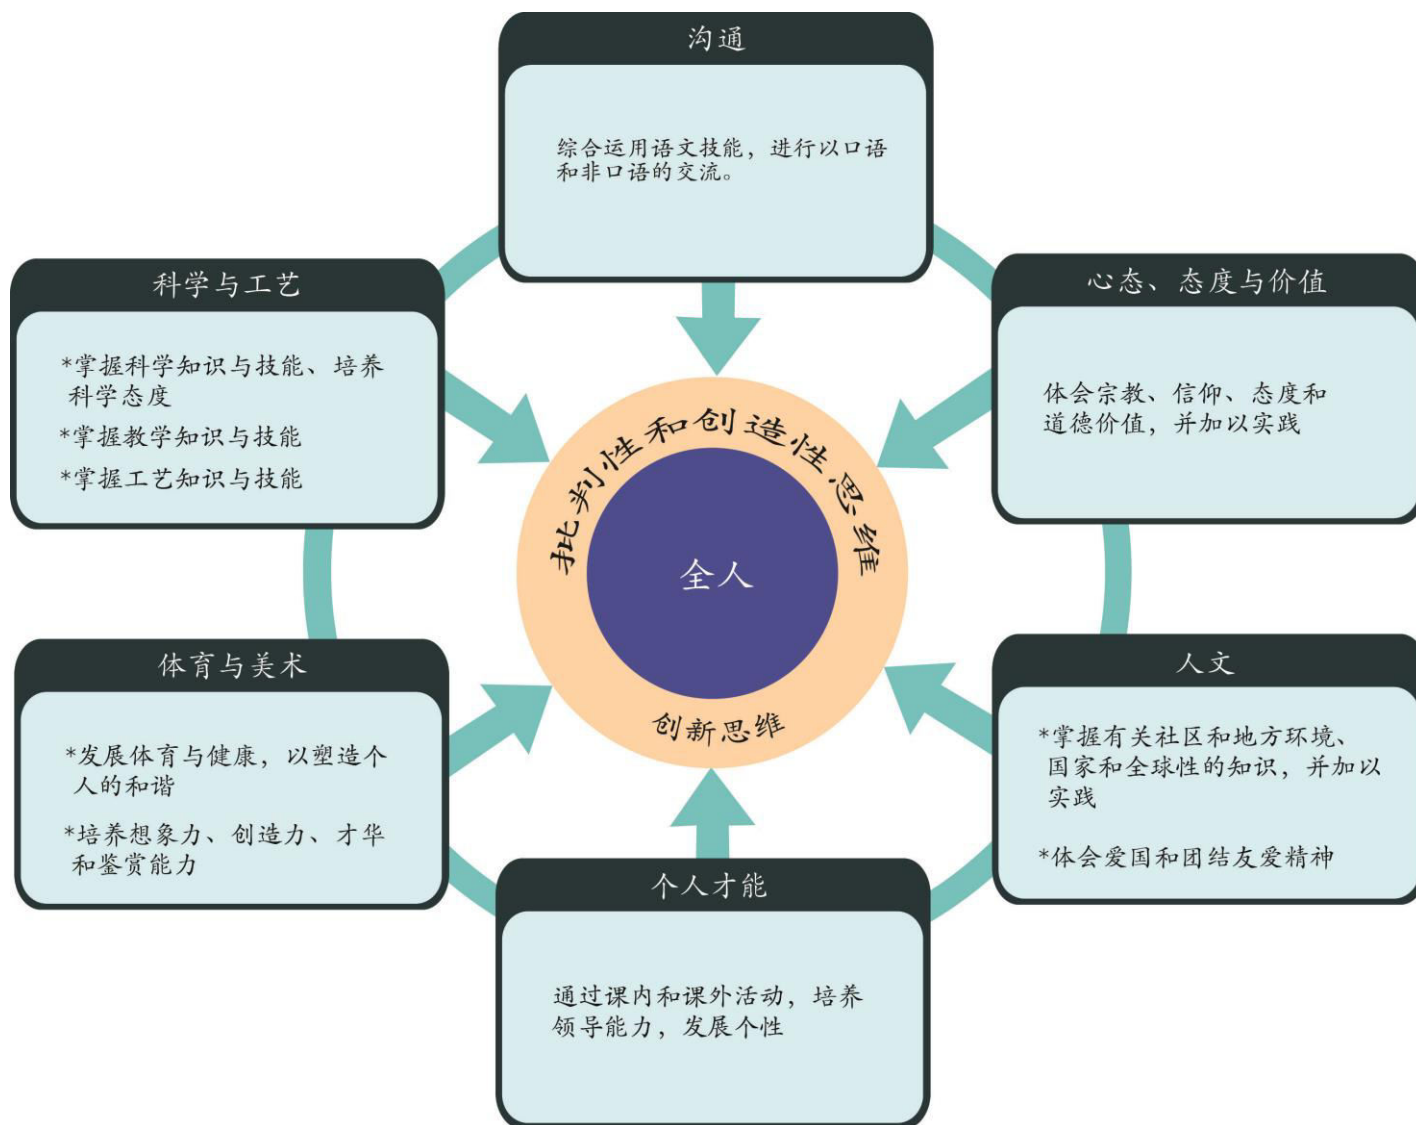 沟通
综合运用语文技能，进行以口语
和非口语的交流。
科学与工艺
*掌握科学知识与技能、培养
科学态度
*掌握教学知识与技能
*掌握工艺知识与技能
心态、态度与价值
体会宗教、信仰、态度和
道德价值，并加以实践
批判性和创造性思维
全人
创新思维
体育与美术
*发展体育与健康，以塑造个
人的和谐
*培养想象力、创造力、才华
和鉴赏能力
人文
*掌握有关社区和地方环境、
国家和全球性的知识，并加以
实践
*体会爱国和团结友爱精神
个人才能
通过课内和课外活动，培养
领导能力，发展个性